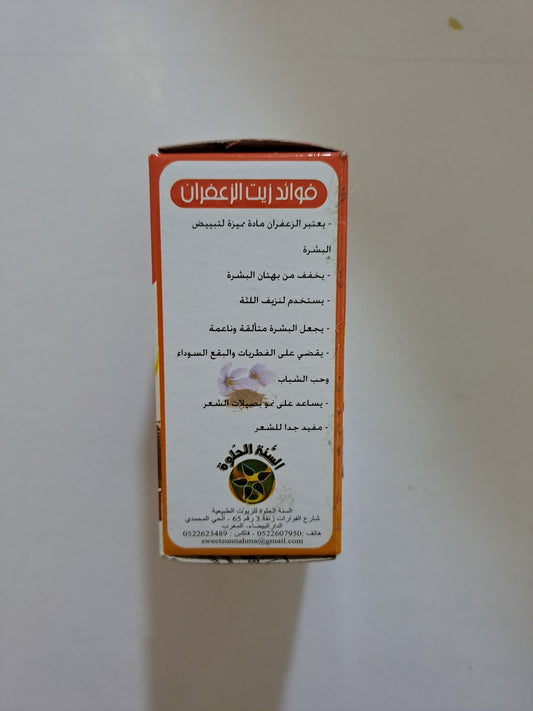 فوائد زيت الزعفران
- يعتبر الزعفران مادة مميزة لتبييض
البشرة
- يخفف من بهتان البشرة
- يستخدم لنزيف اللثة
- يجعل البشرة متألقة وناعمة
- يقضي على الفطريات والبقع السوداء
وحب الشباب
- يساعد على نمو بصيلات الشعر
- مفيد جدا للشعر
السنة الحلوة
السنة الحلوة للزيوت الطبيعية
شارع الفوارات زنقة 3 رقم 65 - الحي المحمدي
الدار البيضاء- المغرب
هاتف: 0522607950 - فاكس : 0522623489
sweetsunnahma@gmail.com